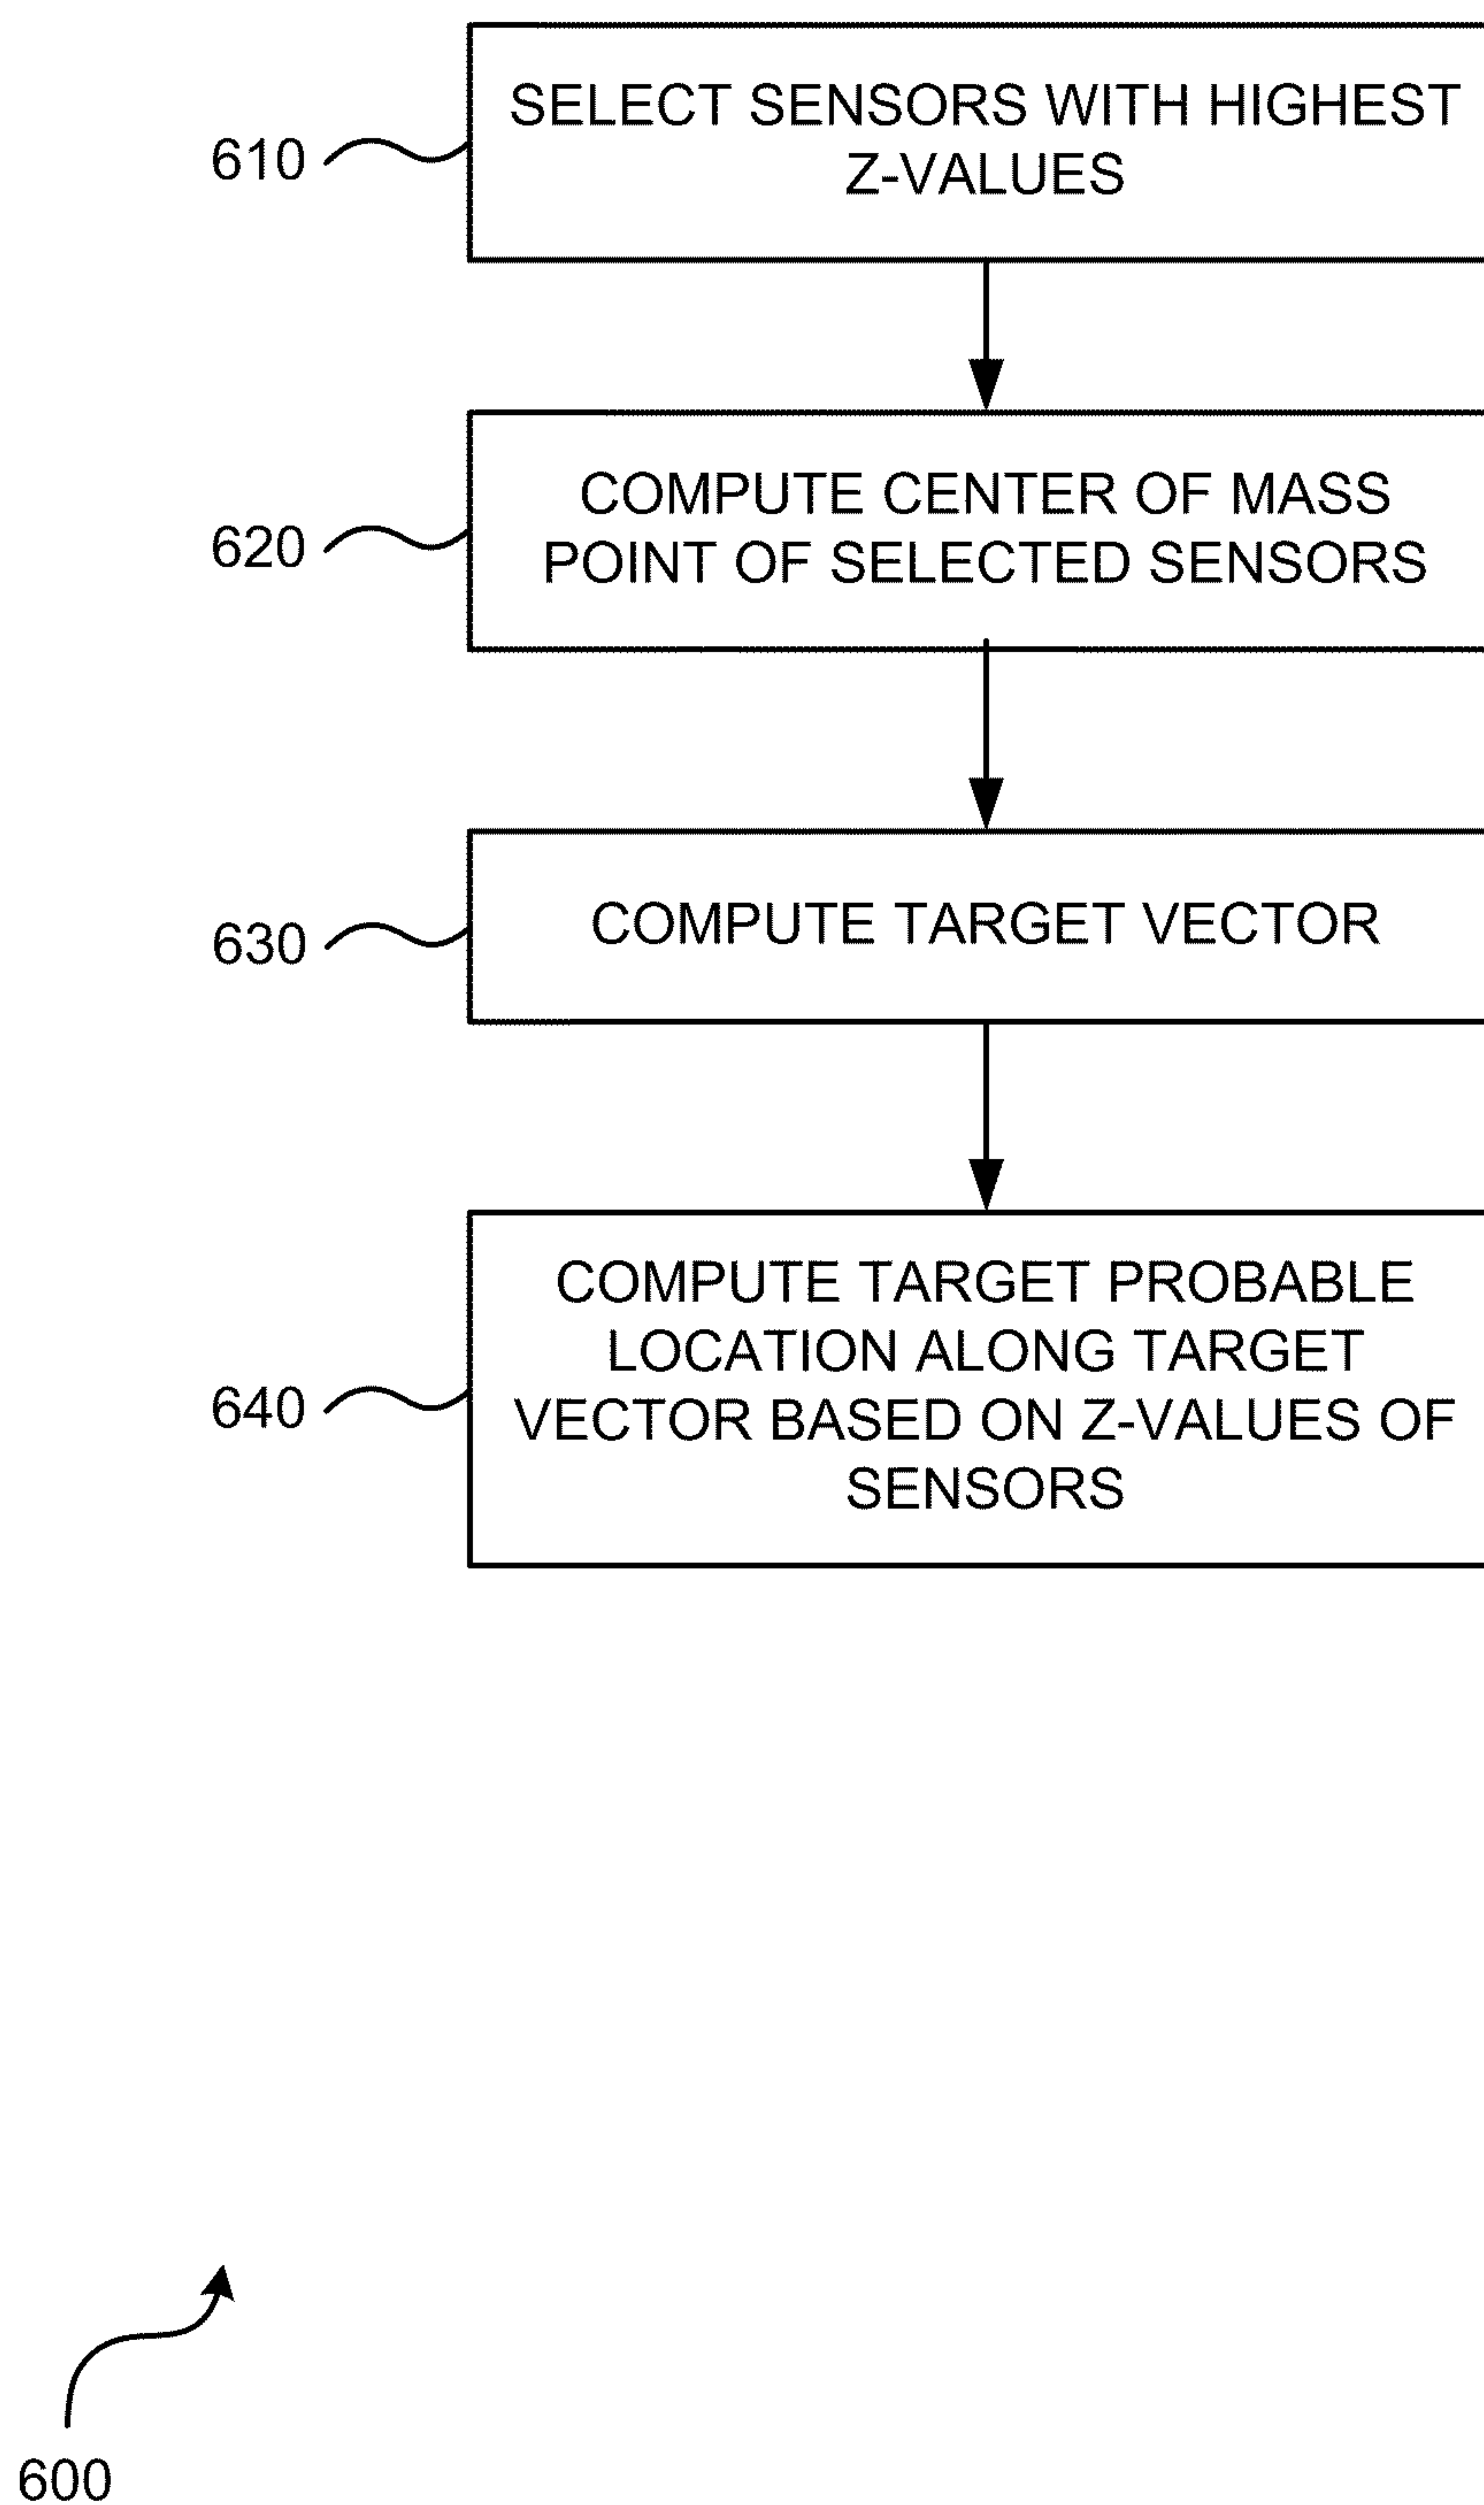 SELECT SENSORS WITH HIGHEST
Z-VALUES
610
COMPUTE CENTER OF MASS
POINT OF SELECTED SENSORS
620
COMPUTE TARGET VECTOR
630
COMPUTE TARGET PROBABLE
LOCATION ALONG TARGET
VECTOR BASED ON Z-VALUES OF
SENSORS
640
600